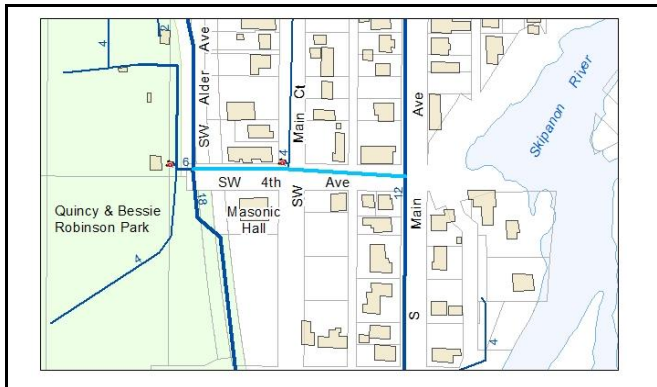 4
2
SW Alder Ave
SW Main Ct
4
6
SW 4th Ave
18
12
S Main Ave
Skipanon River
Quincy & Bessie
Robinson Park
Masonic
Hall
4
4